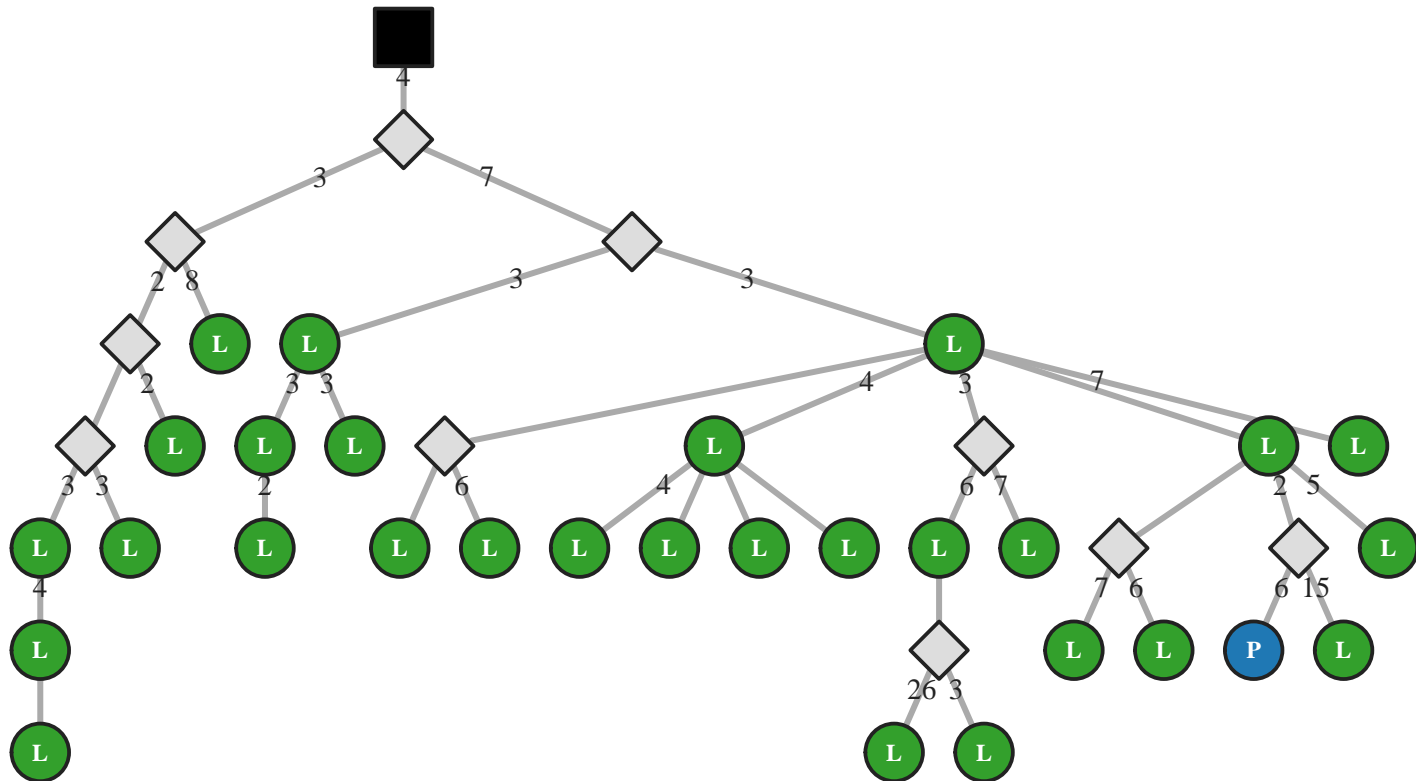 4
3 7
3 3
2 8
L L L
4 3 7
2 3 3
L L L L L L
3 3 2 6 4 6 7 2 5
L L L L L L L L L L L L
4 7 6 6 15
L L L P L
26 3
L L L